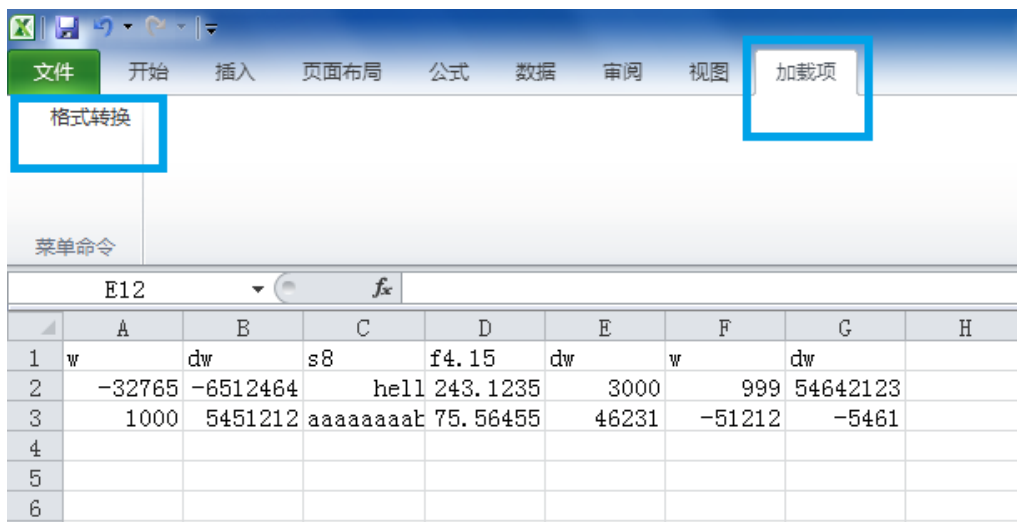 文件 开始 插入 页面布局 公式 数据 审阅 视图 加载项
格式转换
菜单命令
E12 fx
A B C D E F G H
1 w dw s8 f4.15 dw w dw
2 -32765 -6512464 hell 243.1235 3000 999 54642123
3 1000 5451212 aaaaaaaab 75.56455 46231 -51212 -5461
4
5
6